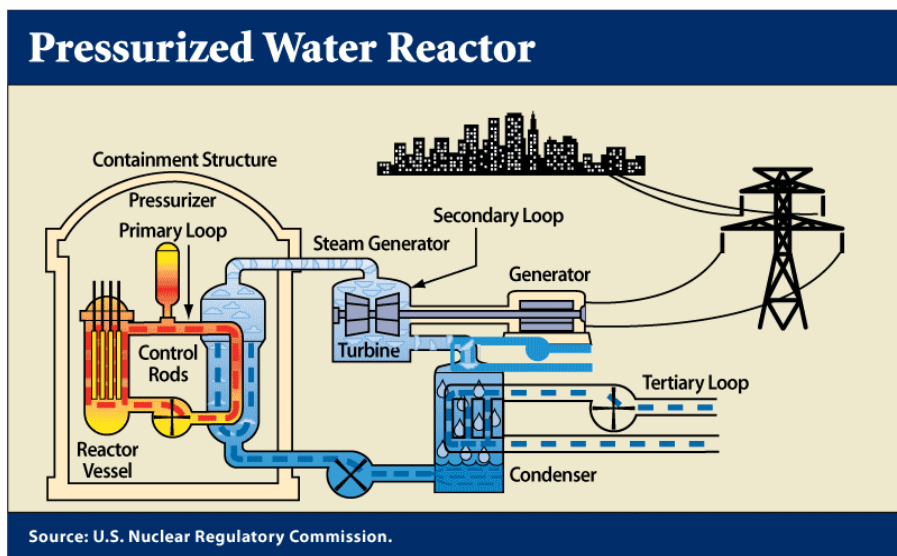 Pressurized Water Reactor
Containment Structure
Pressurizer
Primary Loop
Steam Generator
Secondary Loop
Generator
Turbine
Control
Rods
Reactor
Vessel
Tertiary Loop
Condenser
Source: U.S. Nuclear Regulatory Commission.